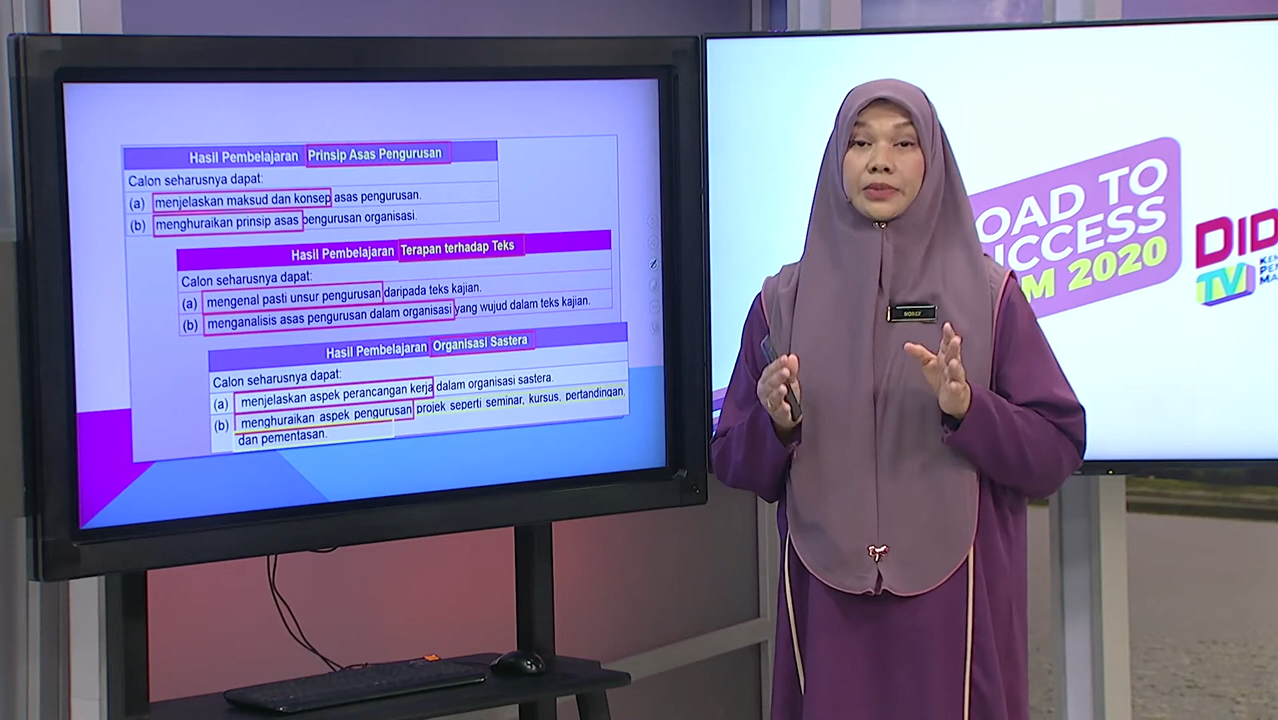 Hasil Pembelajaran Prinsip Asas Pengurusan
Calon seharusnya dapat:
(a) menjelaskan maksud dan konsep asas pengurusan.
(b) menghuraikan prinsip asas pengurusan organisasi.
Hasil Pembelajaran Terapan terhadap Teks
Calon seharusnya dapat:
(a) mengenal pasti unsur pengurusan daripada teks kajian.
(b) menganalisis asas pengurusan dalam organisasi yang wujud dalam teks kajian.
Hasil Pembelajaran Organisasi Sastera
Calon seharusnya dapat:
(a) menjelaskan aspek perancangan kerja dalam organisasi sastera.
(b) menghuraikan aspek pengurusan projek seperti seminar, kursus, pertandingan,
dan pementasan.
OAD TO
CCESS
M 2020
DID
TV
KE
PE
MA